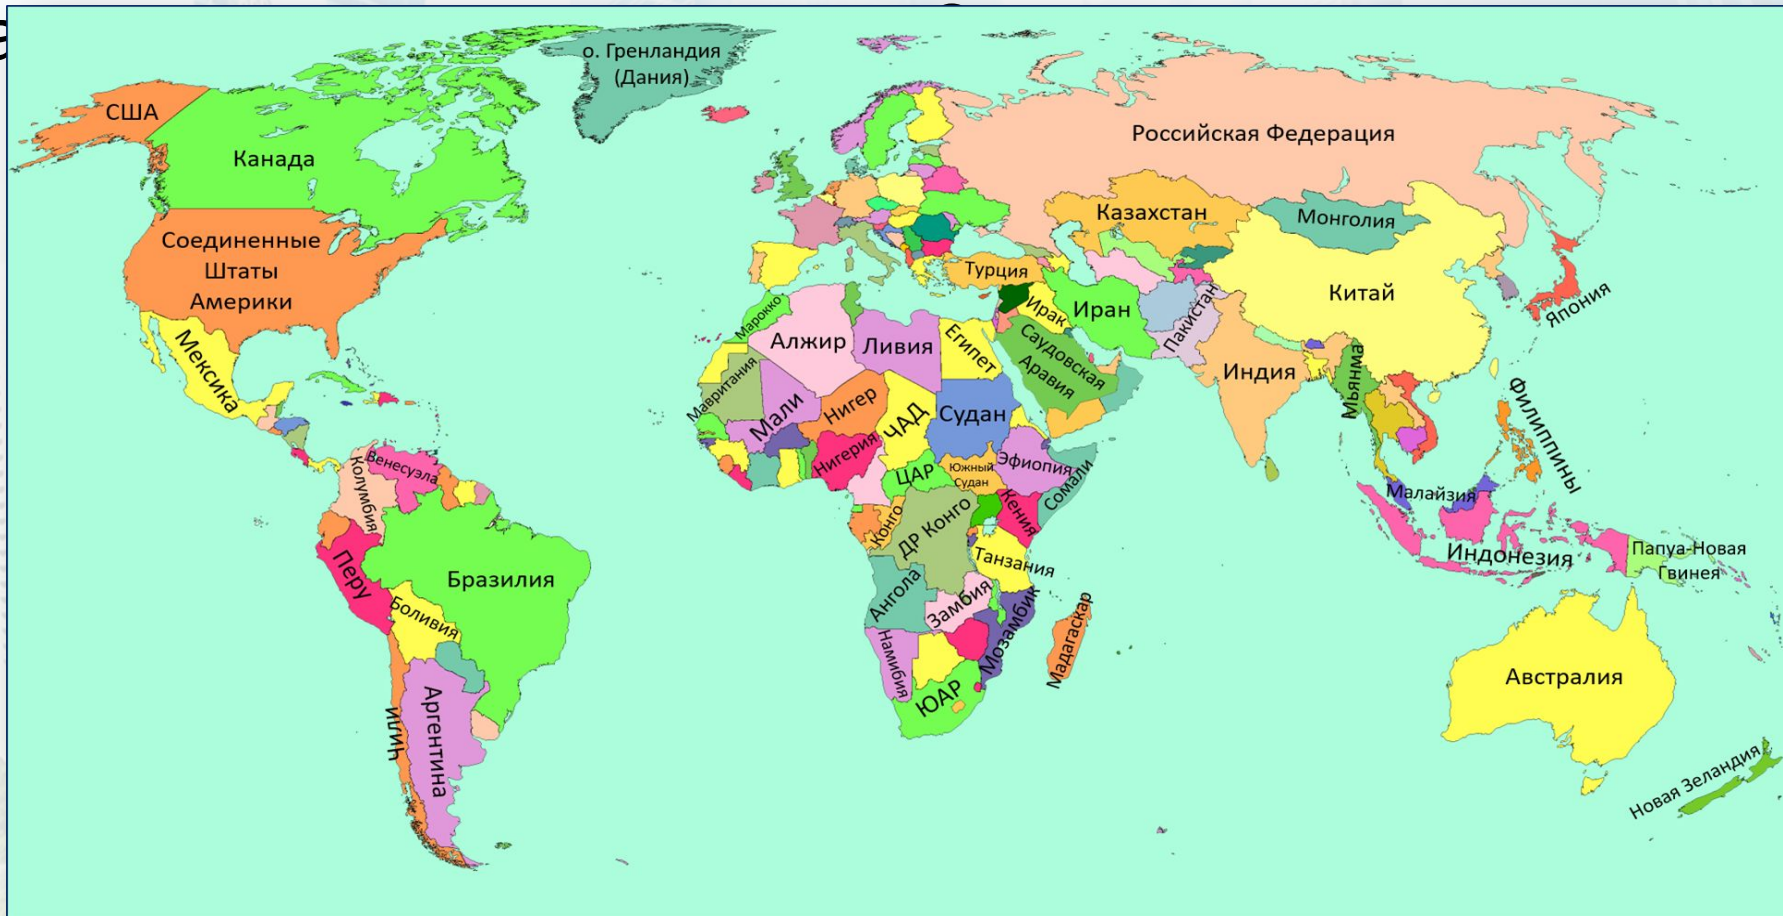 о. Гренландия
(Дания)
США
Канада
Российская Федерация
Соединенные
Штаты
Америки
Казахстан
Монголия
Турция
Китай
Япония
Мексика
Марокко
Алжир
Ливия
Египет
Ирак
Иран
Пакистан
Саудовская
Аравия
Индия
Мьянма
Филиппины
Мавритания
Мали
Нигер
ЧАД
Судан
Нигерия
ЦАР
Южный
Судан
Эфиопия
Сомали
Венесуэла
Колумбия
Малайзия
Конго
ДР Конго
Кения
Танзания
Индонезия
Папуа-Новая
Гвинея
Перу
Бразилия
Боливия
Ангола
Замбия
Мозамбик
Мадагаскар
Намибия
ЮАР
Австралия
Чили
Аргентина
Новая Зеландия